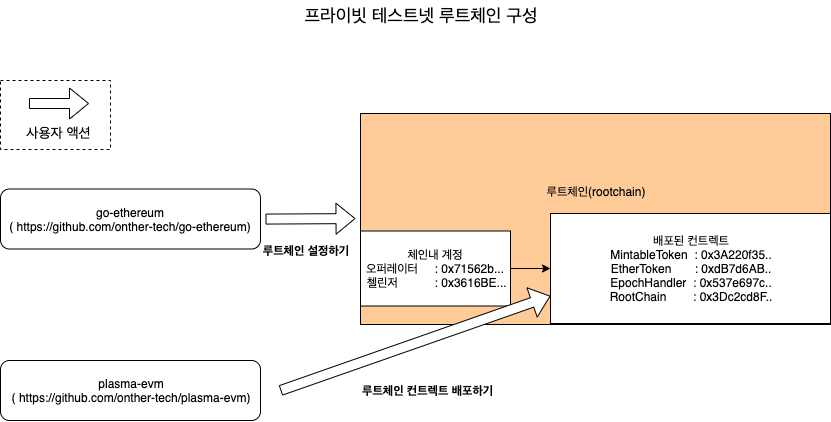 프라이빗 테스트넷 루트체인 구성
사용자 액션
루트체인(rootchain)
go-ethereum
( https://github.com/onther-tech/go-ethereum)
루트체인 설정하기
체인내 계정
오퍼레이터 : 0x71562b...
첼린저 : 0x3616BE...
배포된 컨트렉트
MintableToken : 0x3A220f35..
EtherToken : 0xdB7d6AB..
EpochHandler : 0x537e697c..
RootChain : 0x3Dc2cd8F..
plasma-evm
( https://github.com/onther-tech/plasma-evm)
루트체인 컨트렉트 배포하기